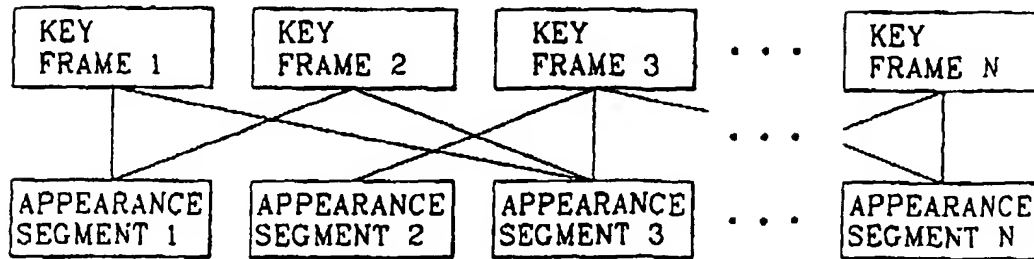 KEY
FRAME 1
KEY
FRAME 2
KEY
FRAME 3
. . .
KEY
FRAME N
. . .
APPEARANCE
SEGMENT 1
APPEARANCE
SEGMENT 2
APPEARANCE
SEGMENT 3
. . .
APPEARANCE
SEGMENT N